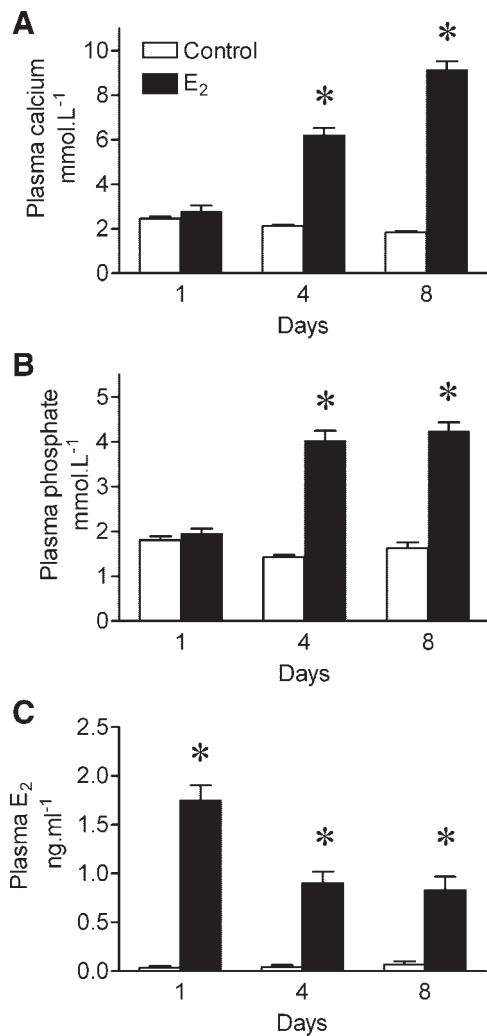 A
Plasma calcium
mmol.L-1
10
8
6
4
2
0
Control
E2
*
*
1
4
8
Days
B
Plasma phosphate
mmol.L-1
5
4
3
2
1
0
*
*
1
4
8
Days
C
Plasma E2
ng.ml-1
2.5
2.0
1.5
1.0
0.5
0.0
*
*
*
1
4
8
Days